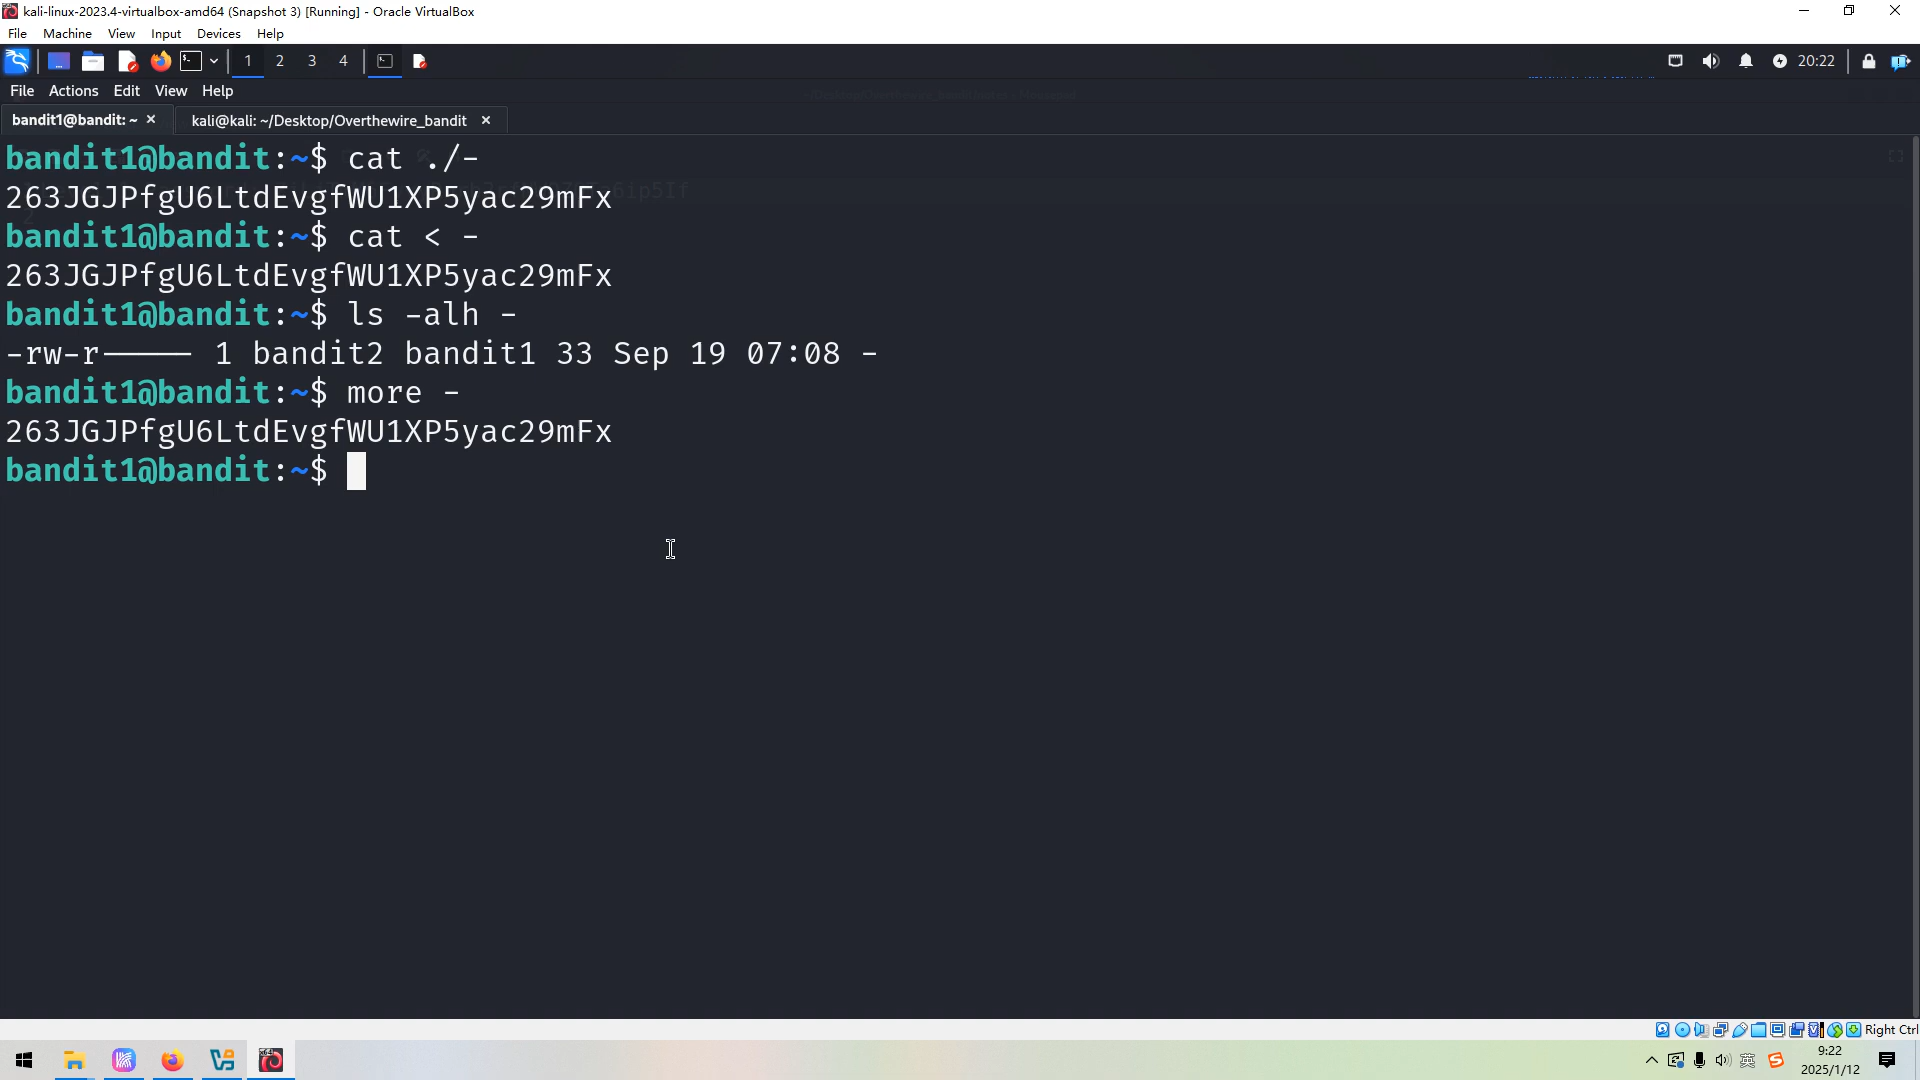 kali-linux-2023.4-virtualbox-amd64 (Snapshot 3) [Running] - Oracle VirtualBox
File Machine View Input Devices Help
1 2 3 4 20:22
File Actions Edit View Help
bandit1@bandit: ~ × kali@kali: ~/Desktop/Overthewire_bandit ×
bandit1@bandit:~$ cat ./-
263JGJPfgU6LtdEvgfWU1XP5yac29mFx
bandit1@bandit:~$ cat < -
263JGJPfgU6LtdEvgfWU1XP5yac29mFx
bandit1@bandit:~$ ls -alh -
-rw-r----- 1 bandit2 bandit1 33 Sep 19 07:08 -
bandit1@bandit:~$ more -
263JGJPfgU6LtdEvgfWU1XP5yac29mFx
bandit1@bandit:~$
Right Ctrl
英
9:22
2025/1/12